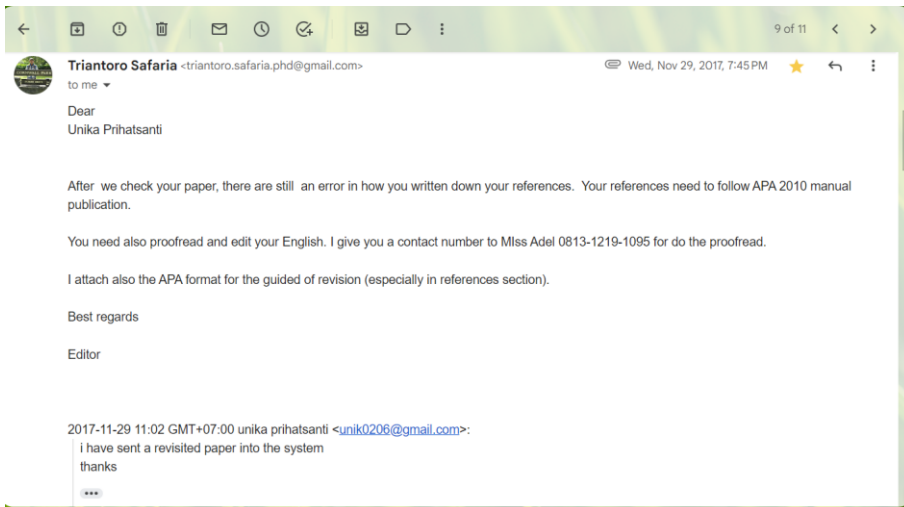 9 of 11
Triantoro Safaria <triantoro.safaria.phd@gmail.com>
Wed, Nov 29, 2017, 7:45 PM
to me
Dear
Unika Prihatsanti
After  we check your paper, there are still  an error in how you written down your references.  Your references need to follow APA 2010 manual
publication.
You need also proofread and edit your English. I give you a contact number to MIss Adel 0813-1219-1095 for do the proofread.
I attach also the APA format for the guided of revision (especially in references section).
Best regards
Editor
2017-11-29 11:02 GMT+07:00 unika prihatsanti <unik0206@gmail.com>:
i have sent a revisited paper into the system
thanks